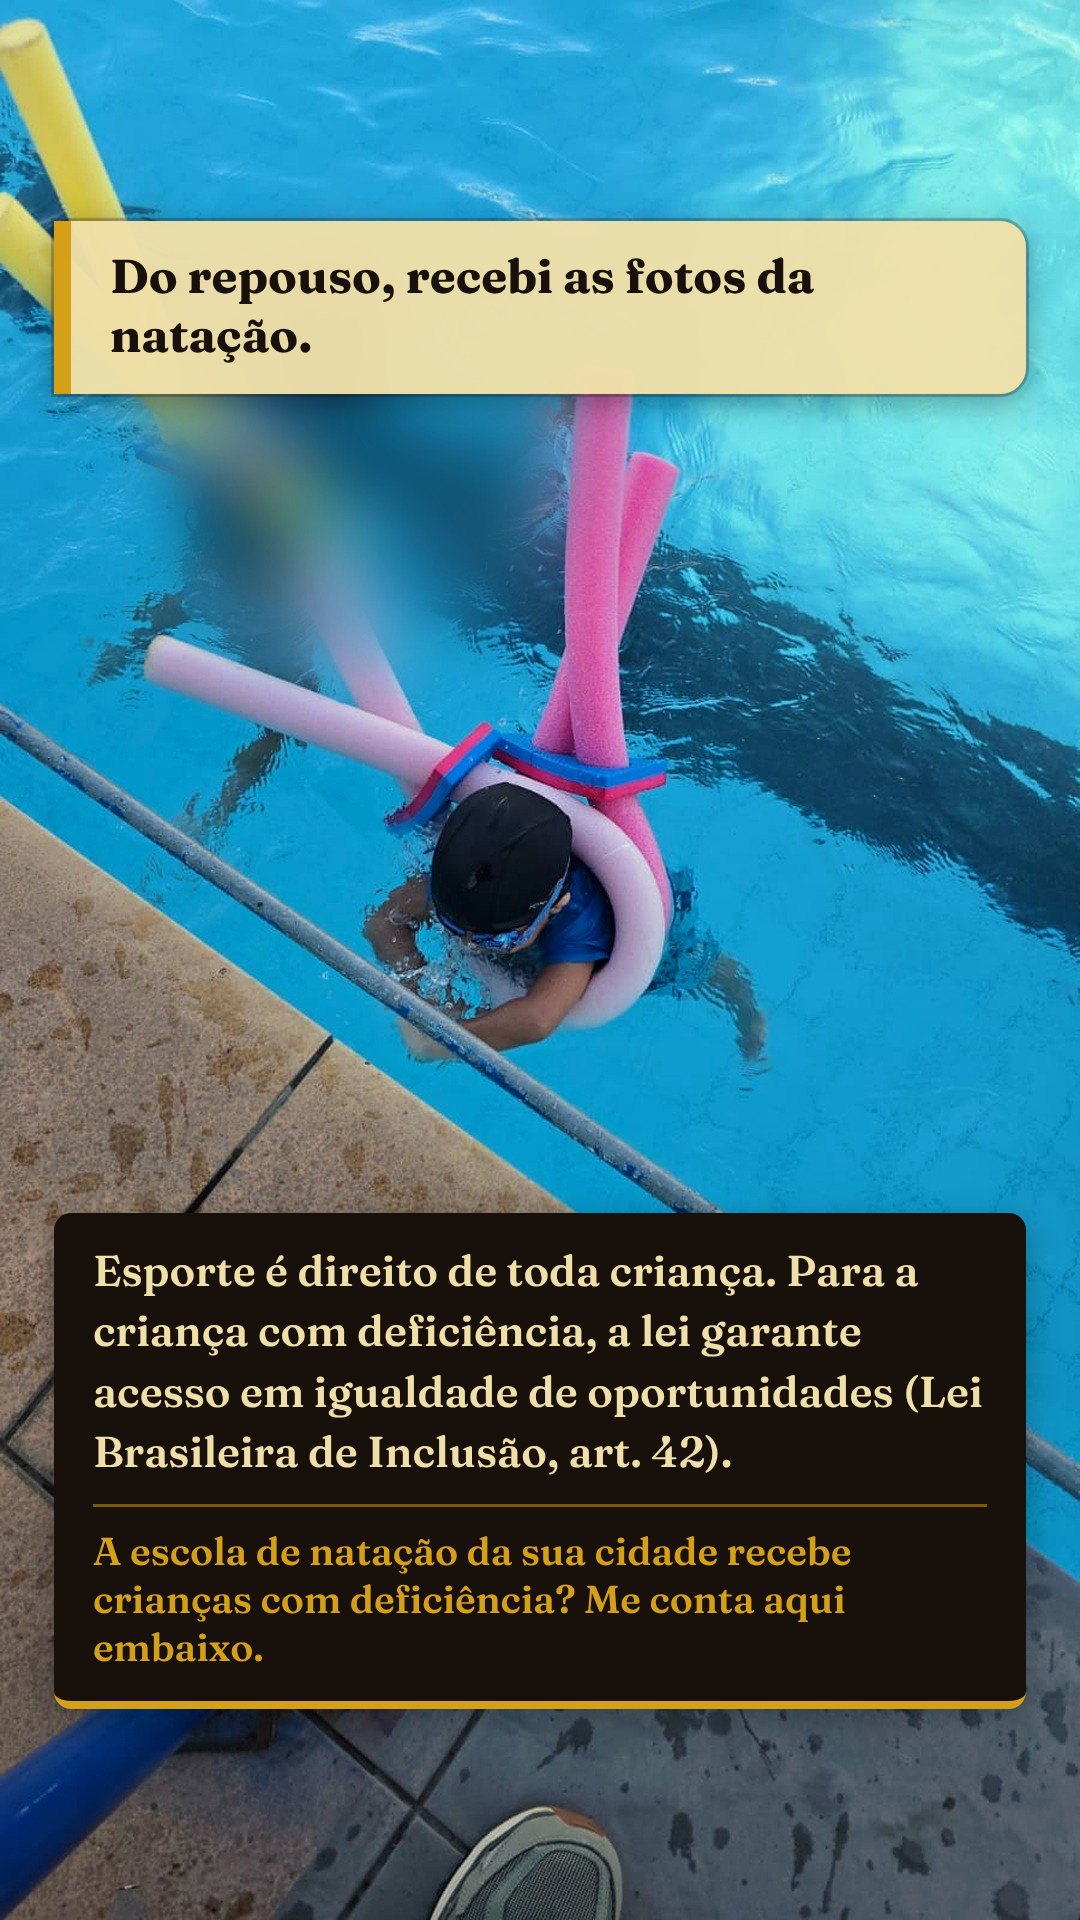 Do repouso, recebi as fotos da
natação.
Esporte é direito de toda criança. Para a
criança com deficiência, a lei garante
acesso em igualdade de oportunidades (Lei
Brasileira de Inclusão, art. 42).
A escola de natação da sua cidade recebe
crianças com deficiência? Me conta aqui
embaixo.